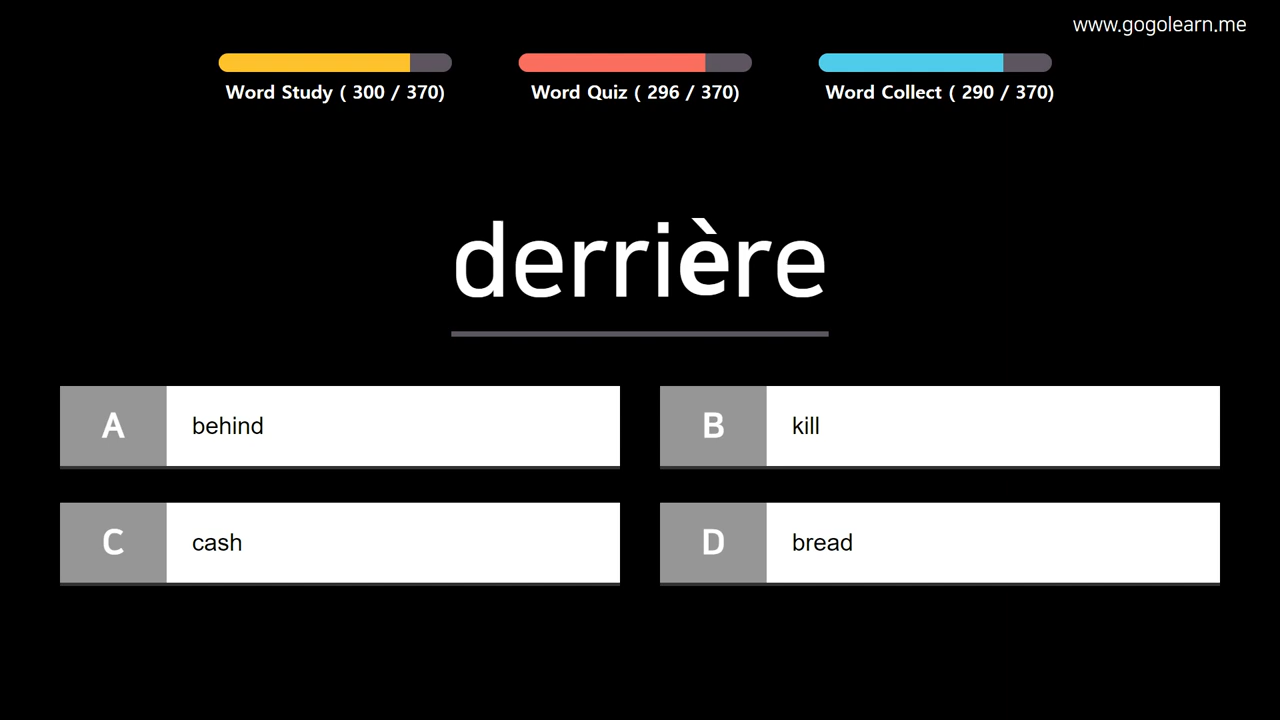 www.gogolearn.me
Word Study ( 300 / 370)
Word Quiz ( 296 / 370)
Word Collect ( 290 / 370)
derrière
A behind
B kill
C cash
D bread